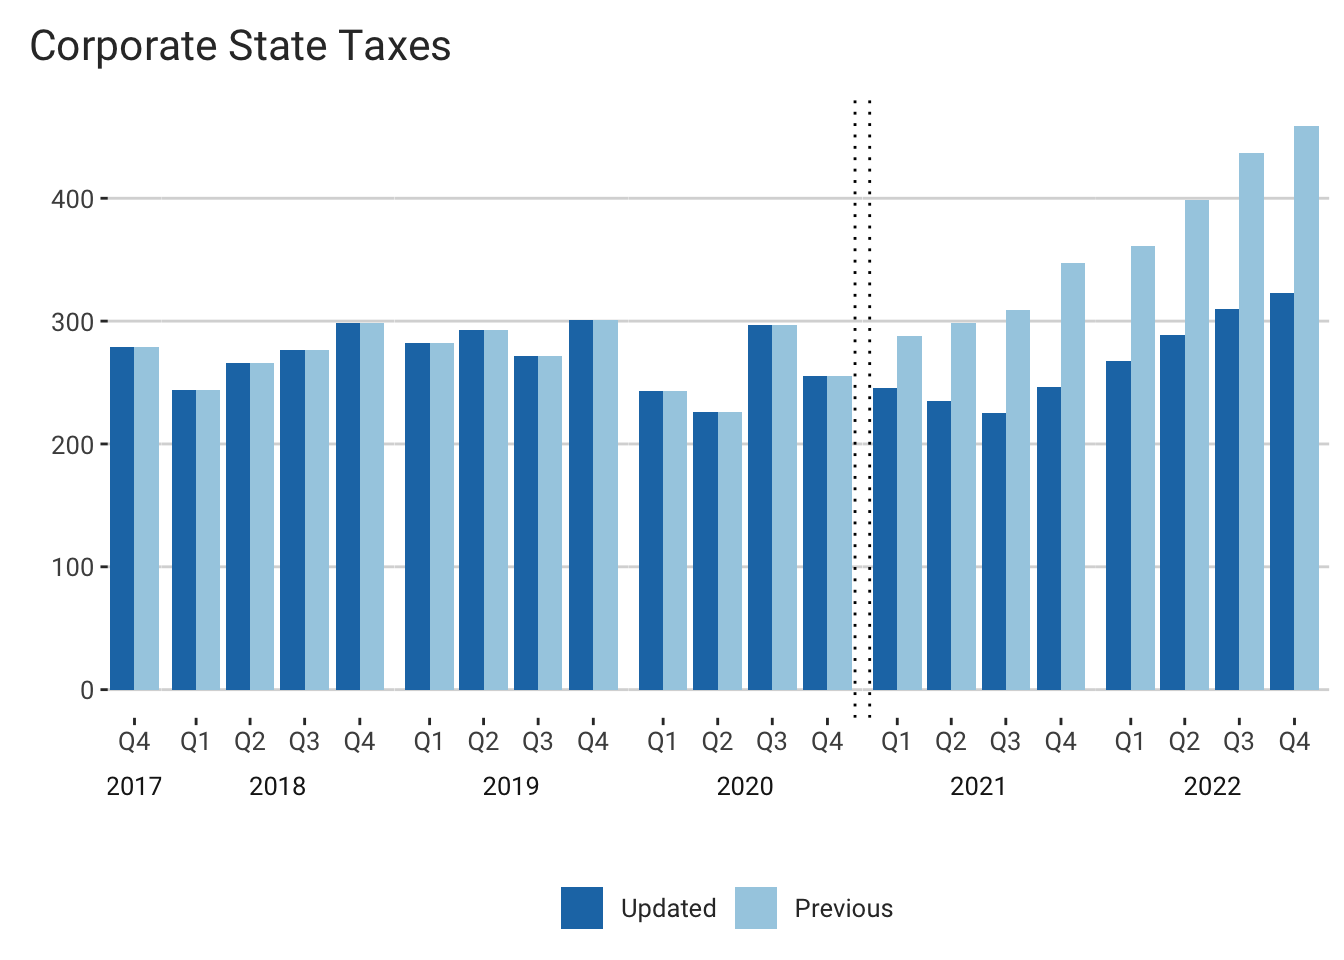 Corporate State Taxes
400
300
200
100
0
Q4 Q1 Q2 Q3 Q4 Q1 Q2 Q3 Q4 Q1 Q2 Q3 Q4 Q1 Q2 Q3 Q4 Q1 Q2 Q3 Q4
2017 2018 2019 2020 2021 2022
Updated Previous